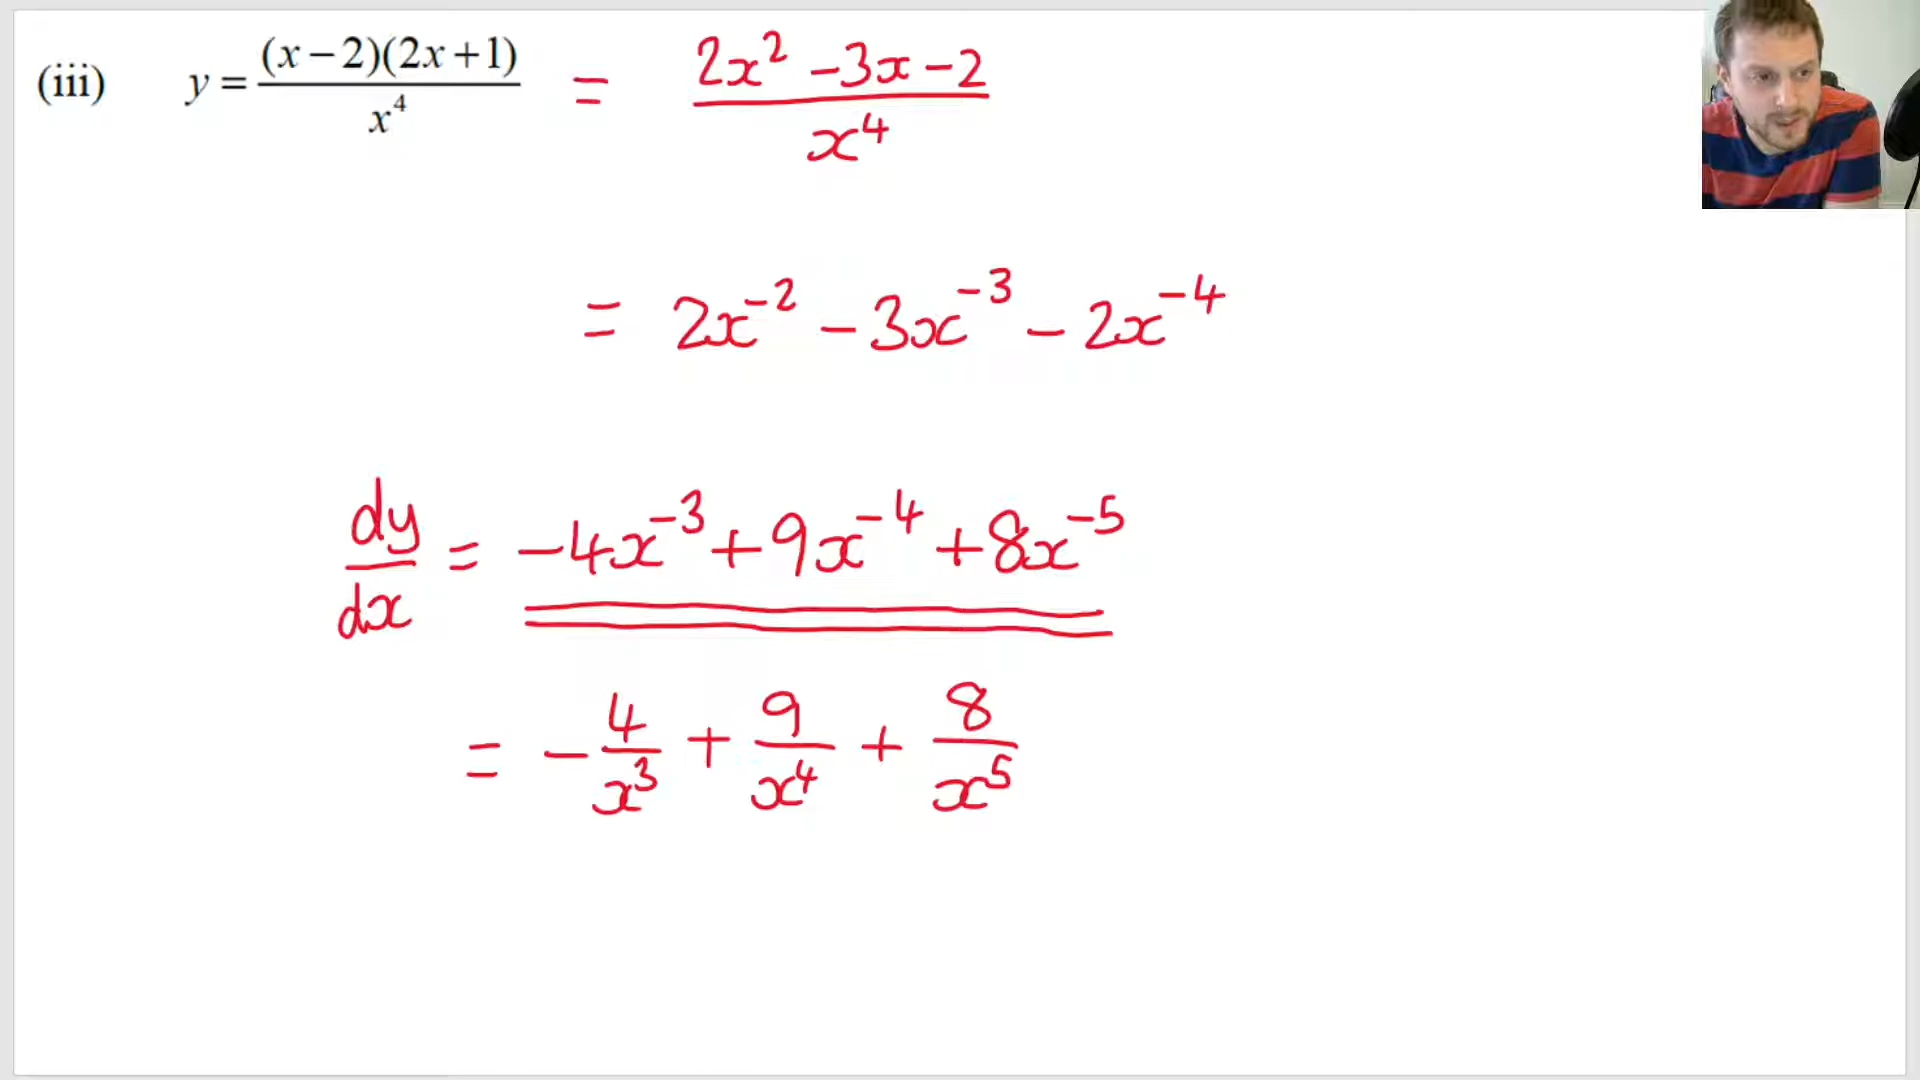 (iii) y = (x − 2)(2x + 1) / x⁴ = 2x² − 3x − 2 / x⁴
= 2x⁻² − 3x⁻³ − 2x⁻⁴
dy/dx = −4x⁻³ + 9x⁻⁴ + 8x⁻⁵
= − 4/x³ + 9/x⁴ + 8/x⁵